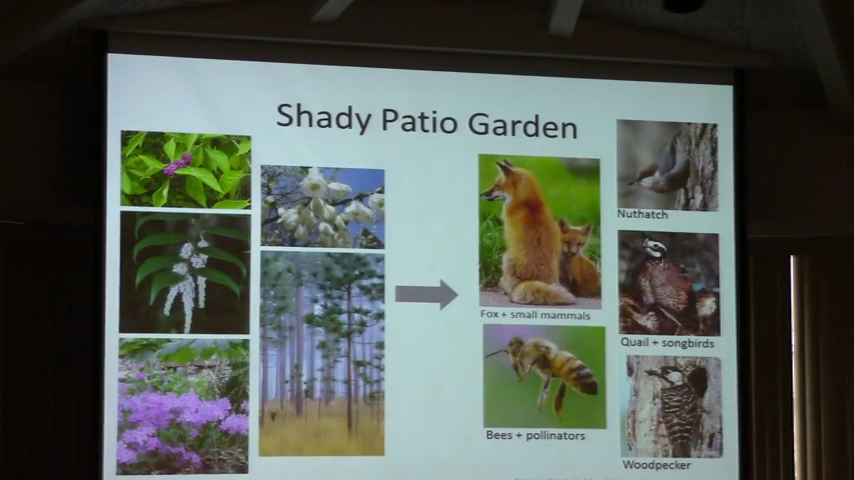 Shady Patio Garden
Nuthatch
Fox + small mammals
Quail + songbirds
Bees + pollinators
Woodpecker